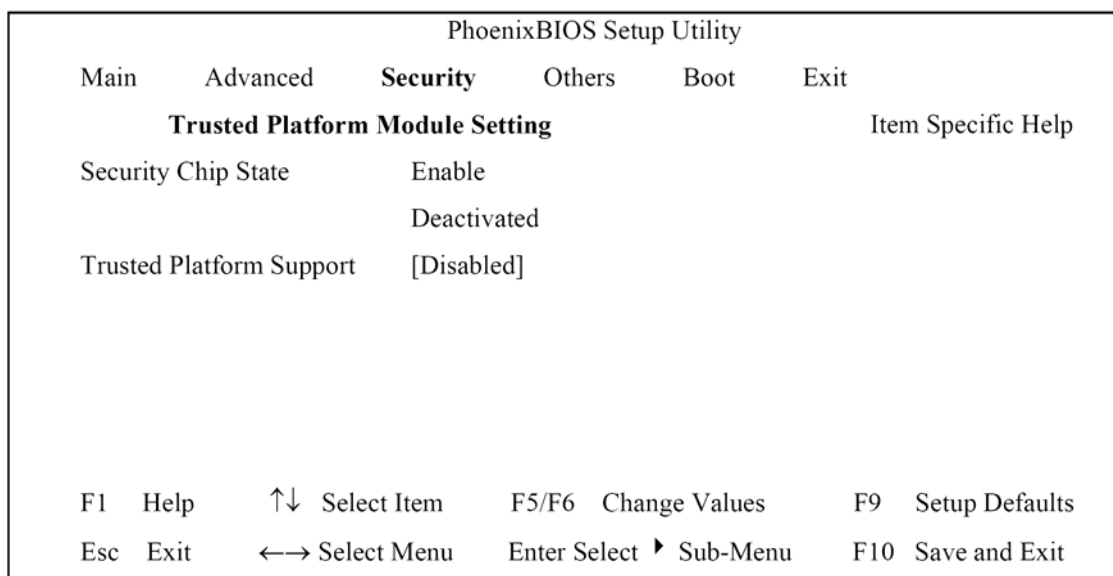 PhoenixBIOS Setup Utility
Main Advanced Security Others Boot Exit
Trusted Platform Module Setting Item Specific Help
Security Chip State Enable
Deactivated
Trusted Platform Support [Disabled]
F1 Help ↑↓ Select Item F5/F6 Change Values F9 Setup Defaults
Esc Exit ←→ Select Menu Enter Select ▶ Sub-Menu F10 Save and Exit